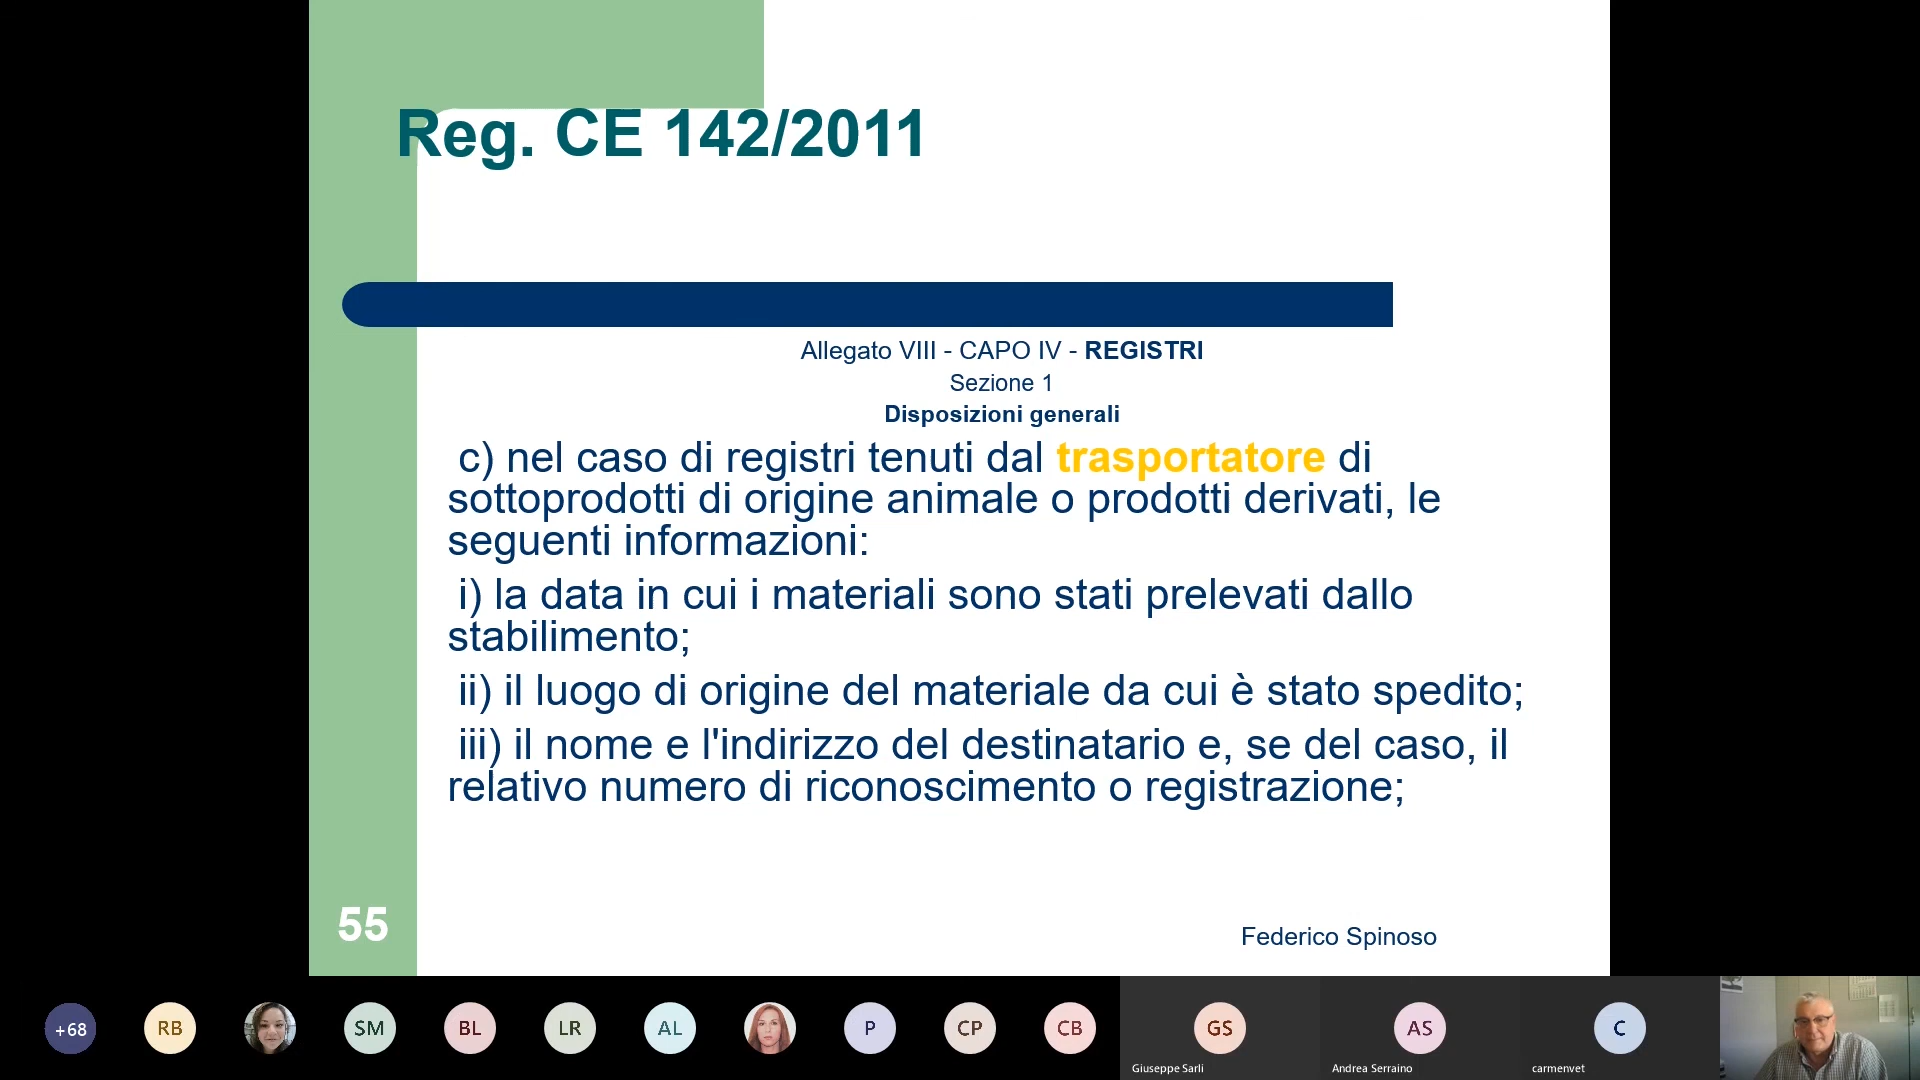 Reg. CE 142/2011
Allegato VIII - CAPO IV - REGISTRI
Sezione 1
Disposizioni generali
c) nel caso di registri tenuti dal trasportatore di
sottoprodotti di origine animale o prodotti derivati, le
seguenti informazioni:
i) la data in cui i materiali sono stati prelevati dallo
stabilimento;
ii) il luogo di origine del materiale da cui è stato spedito;
iii) il nome e l'indirizzo del destinatario e, se del caso, il
relativo numero di riconoscimento o registrazione;
55
Federico Spinoso
+68
RB
SM
BL
LR
AL
P
CP
CB
GS
AS
C
Giuseppe Sarli
Andrea Serraino
carmenvet